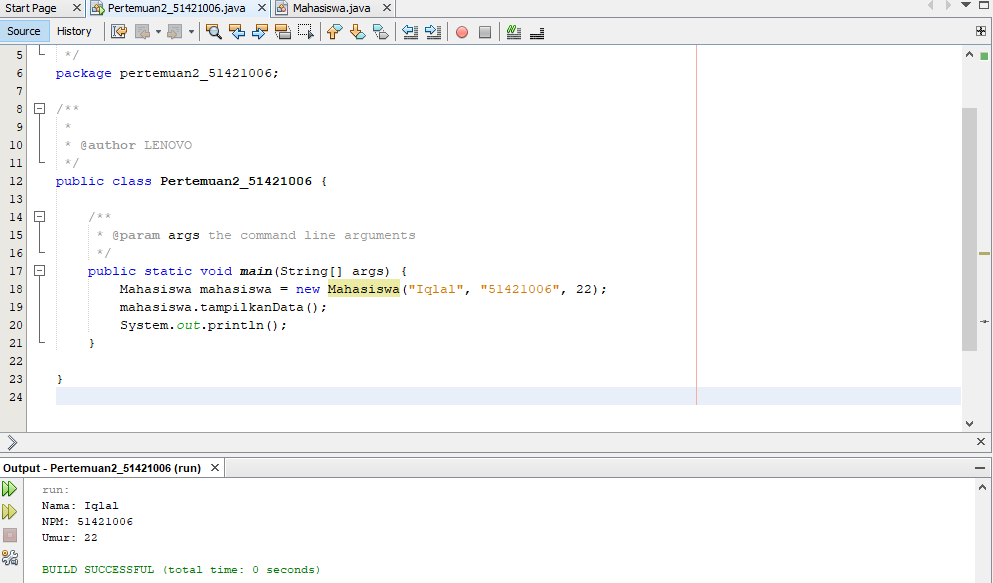 Start Page
Pertemuan2_51421006.java
Mahasiswa.java
Source History
5 */
6 package pertemuan2_51421006;
7
8 /**
9 *
10 * @author LENOVO
11 */
12 public class Pertemuan2_51421006 {
13
14 /**
15 * @param args the command line arguments
16 */
17 public static void main(String[] args) {
18 Mahasiswa mahasiswa = new Mahasiswa("Iqlal", "51421006", 22);
19 mahasiswa.tampilkanData();
20 System.out.println();
21 }
22
23 }
24
Output - Pertemuan2_51421006 (run)
run:
Nama: Iqlal
NPM: 51421006
Umur: 22
BUILD SUCCESSFUL (total time: 0 seconds)